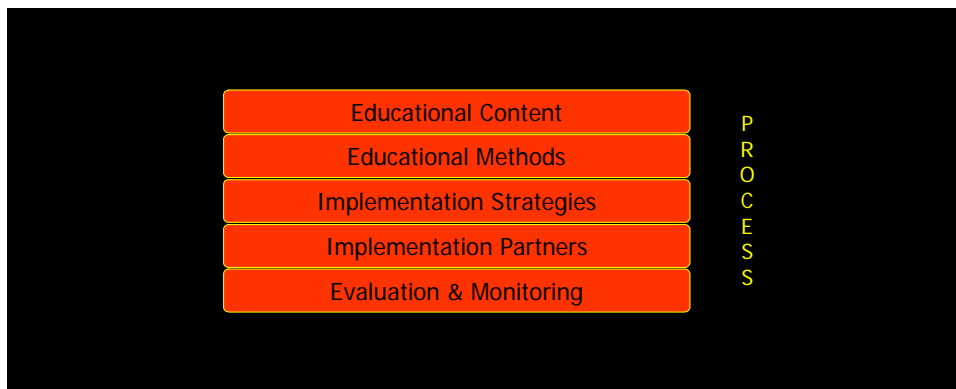 Educational Content
Educational Methods
Implementation Strategies
Implementation Partners
Evaluation & Monitoring
P
R
O
C
E
S
S